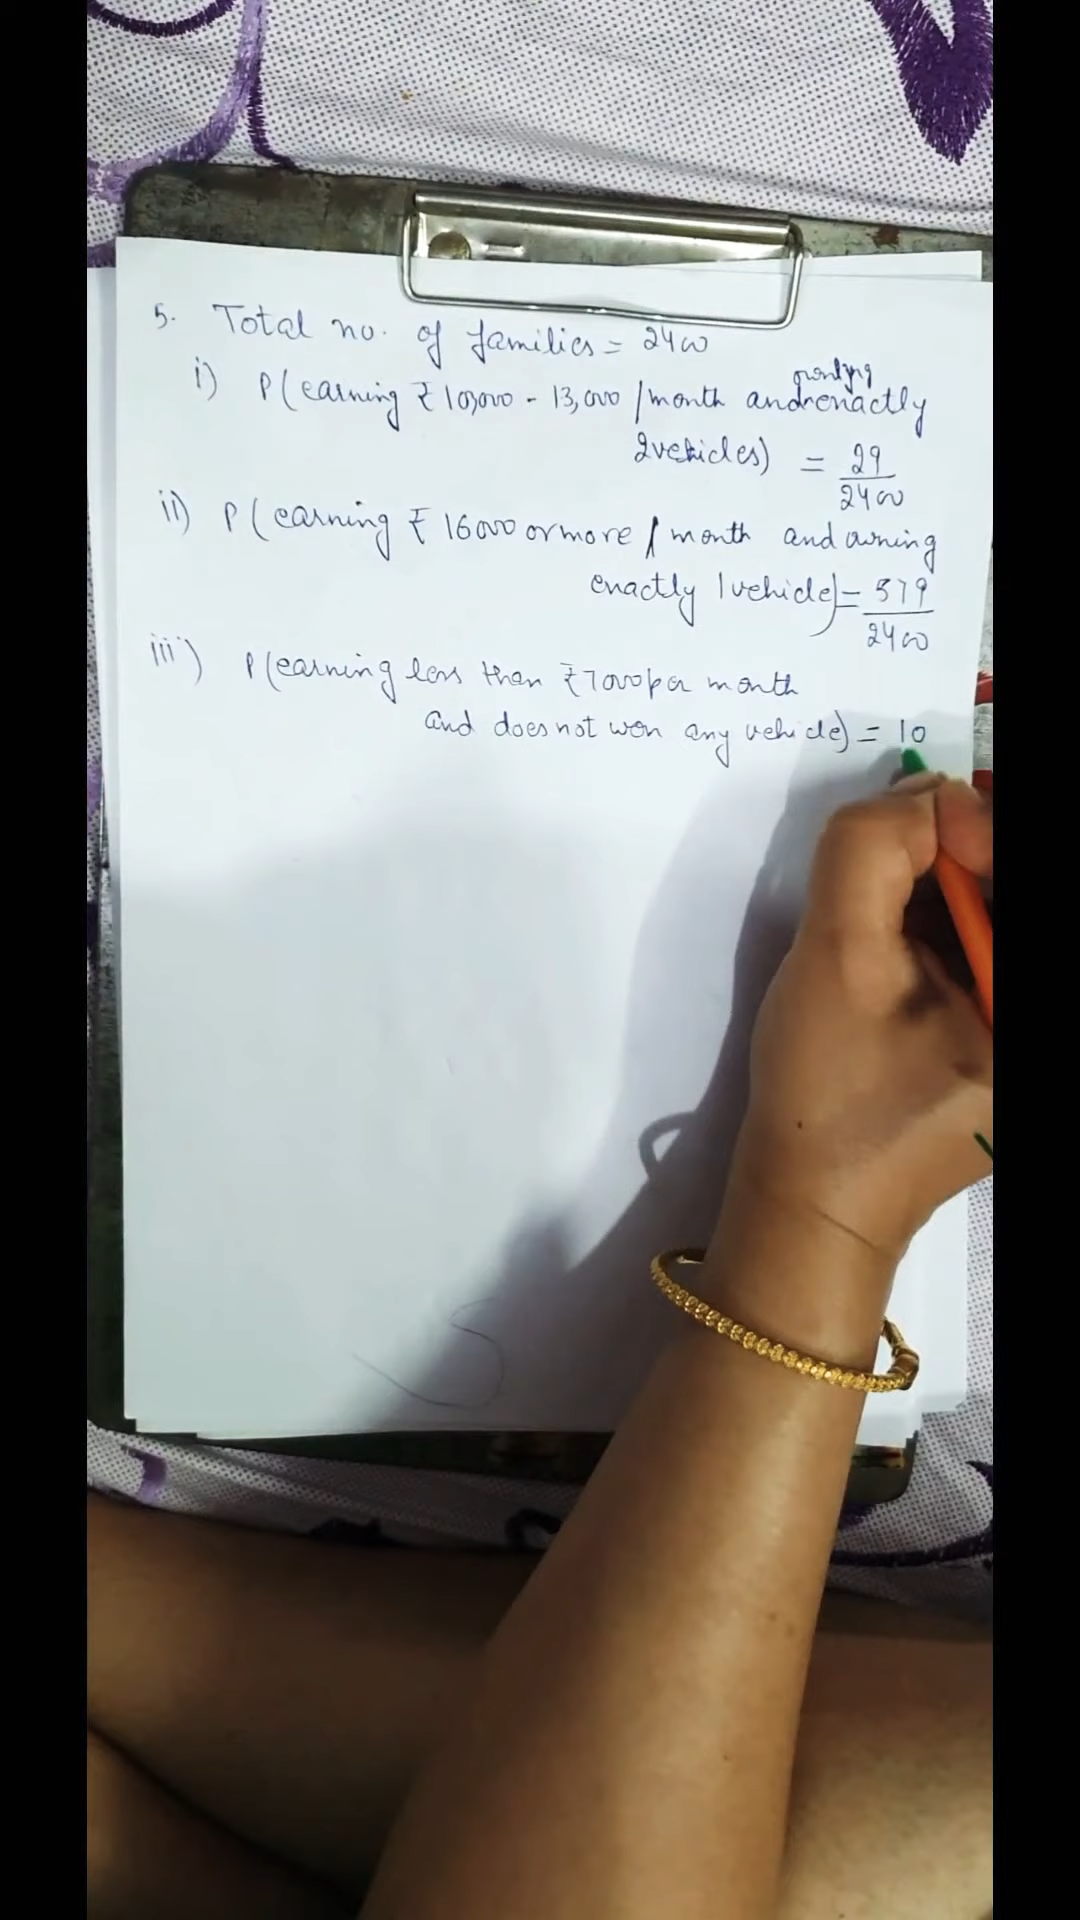 5. Total no. of families = 2400
i) P(earning ₹10,000 - 13,000 /month and exactly
2vehicles) = 29/2400
ii) P(earning ₹16000 or more / month and owning
exactly 1vehicle) = 579/2400
iii) P(earning less than ₹7000 per month
and does not won any vehicle) = 10